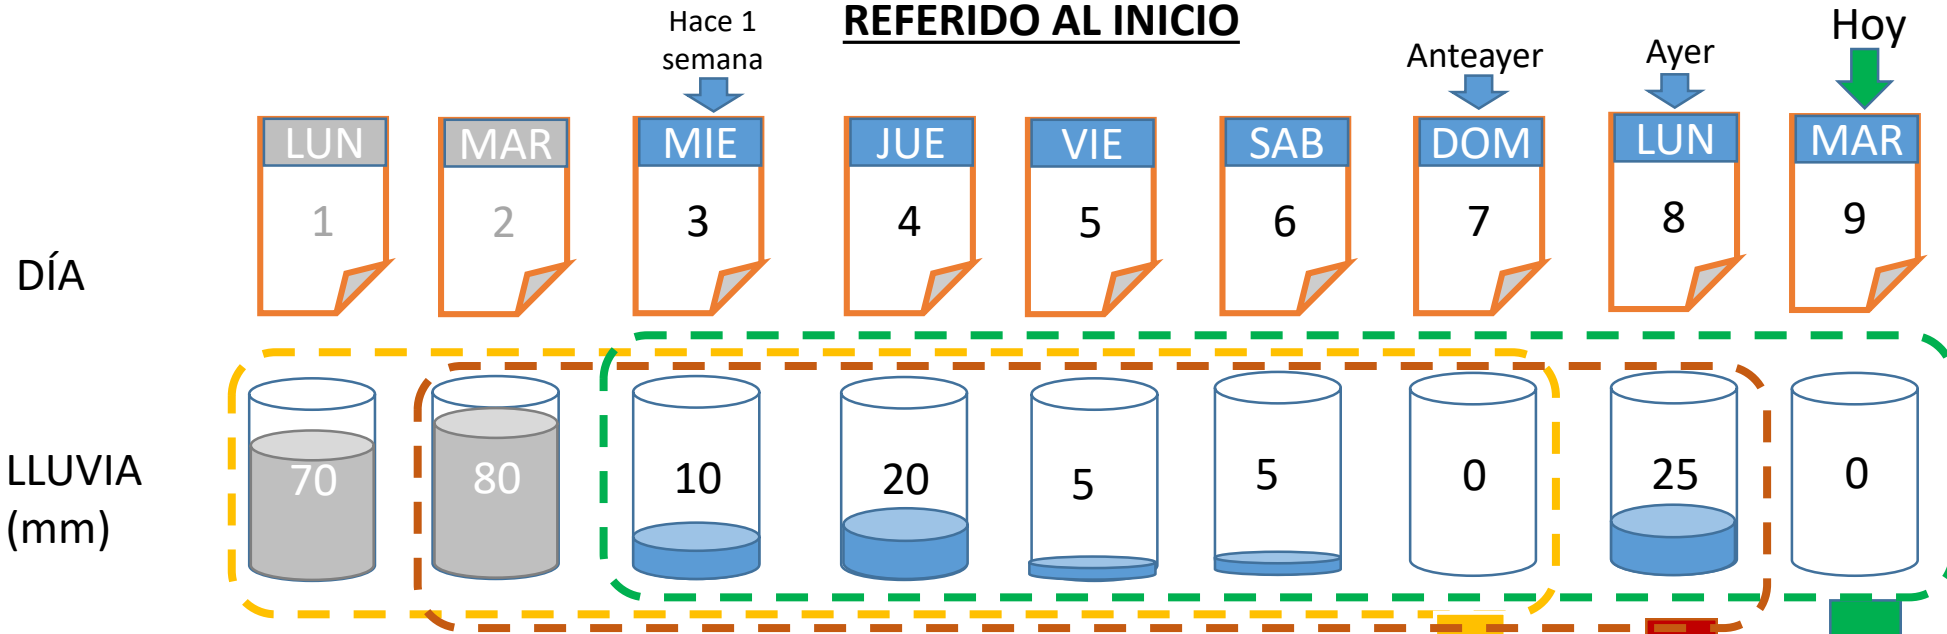 REFERIDO AL INICIO
Hace 1
semana
Anteayer
Ayer
Hoy
LUN MAR MIE JUE VIE SAB DOM LUN MAR
DÍA
1 2 3 4 5 6 7 8 9
LLUVIA
(mm)
70 80 10 20 5 5 0 25 0